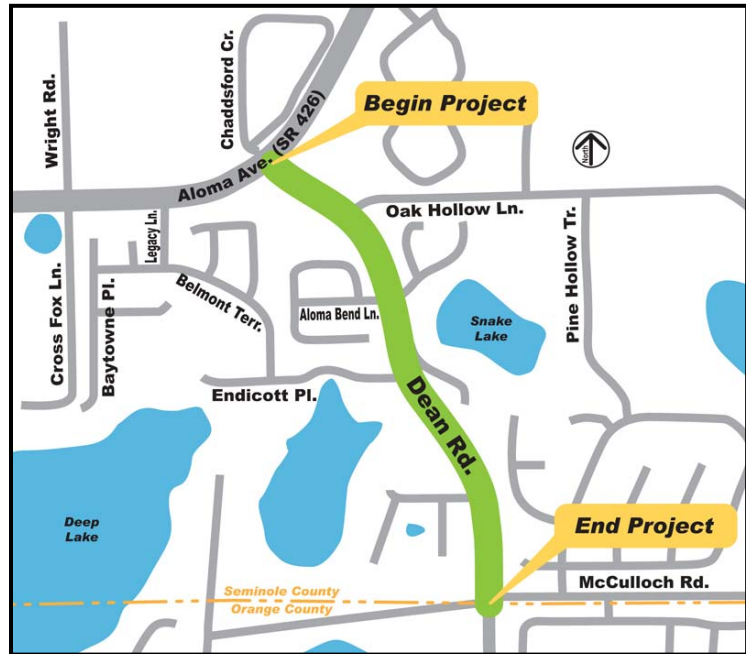 Wright Rd.
Chaddsford Cr.
Begin Project
Aloma Ave. (SR 426)
North
Oak Hollow Ln.
Legacy Ln.
Pine Hollow Tr.
Cross Fox Ln.
Baytowne Pl.
Belmont Terr.
Aloma Bend Ln.
Snake
Lake
Endicott Pl.
Dean Rd.
Deep
Lake
End Project
McCulloch Rd.
Seminole County
Orange County